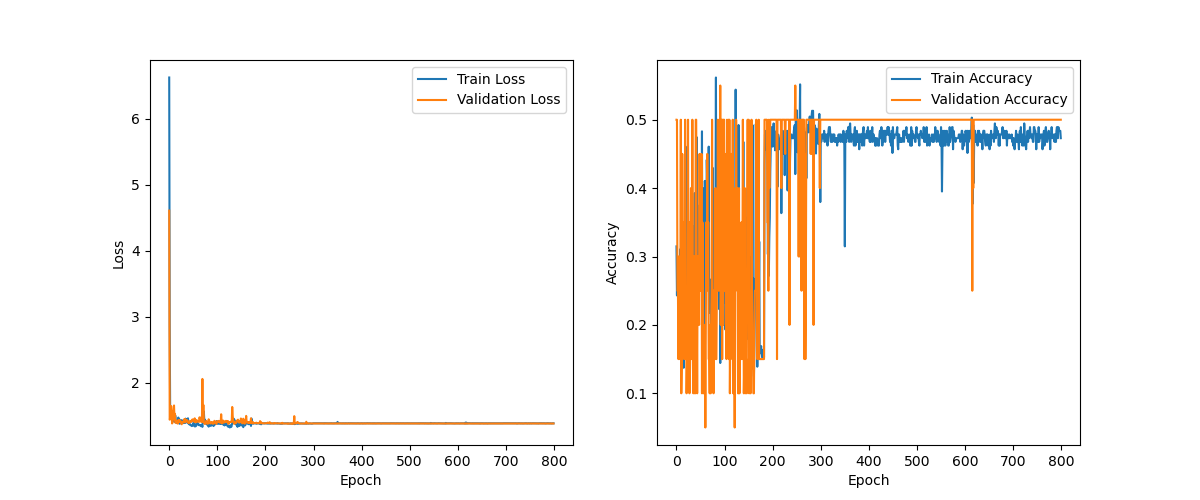 Train Loss
Validation Loss
6
5
4
3
2
Loss
0 100 200 300 400 500 600 700 800
Epoch
Train Accuracy
Validation Accuracy
0.5
0.4
0.3
0.2
0.1
Accuracy
0 100 200 300 400 500 600 700 800
Epoch